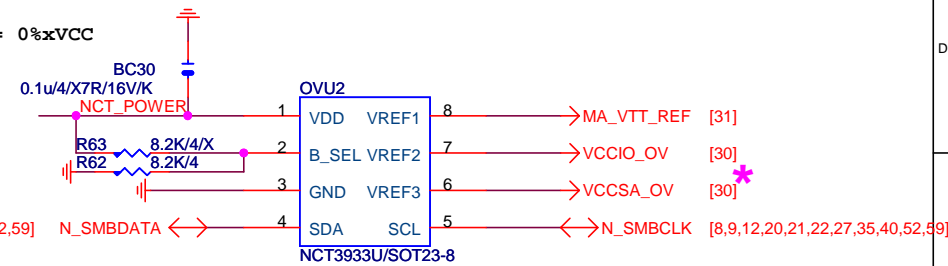 = 0%xVCC
D
BC30
0.1u/4/X7R/16V/K
OVU2
NCT_POWER
1 VDD VREF1 8 MA_VTT_REF [31]
R63 8.2K/4/X
2 B_SEL VREF2 7 VCCIO_OV [30]
R62 8.2K/4
3 GND VREF3 6 VCCSA_OV [30] *
2,59] N_SMBDATA 4 SDA SCL 5 N_SMBCLK [8,9,12,20,21,22,27,35,40,52,59]
NCT3933U/SOT23-8